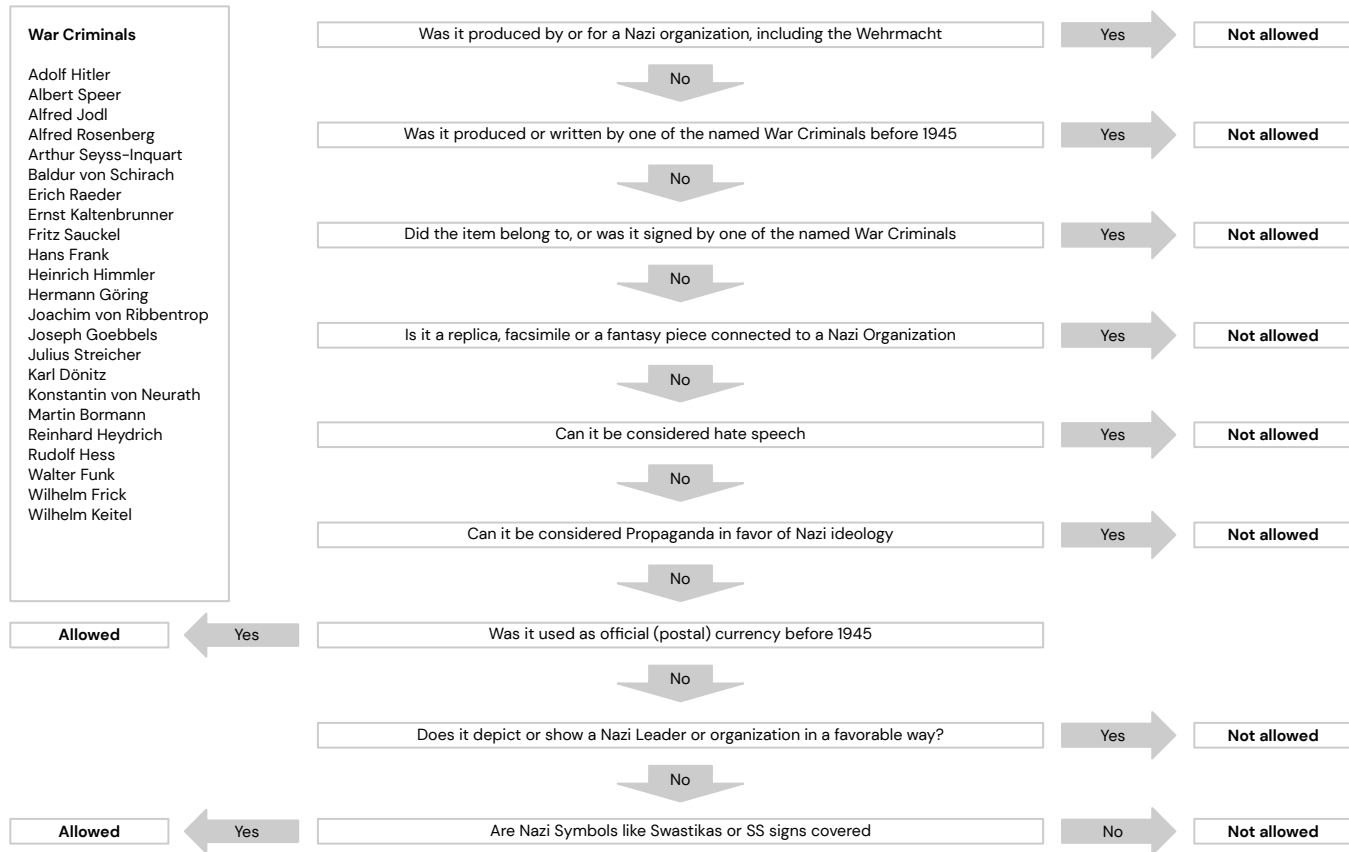 War Criminals
Adolf Hitler
Albert Speer
Alfred Jodl
Alfred Rosenberg
Arthur Seyss-Inquart
Baldur von Schirach
Erich Raeder
Ernst Kaltenbrunner
Fritz Sauckel
Hans Frank
Heinrich Himmler
Hermann Göring
Joachim von Ribbentrop
Joseph Goebbels
Julius Streicher
Karl Dönitz
Konstantin von Neurath
Martin Bormann
Reinhard Heydrich
Rudolf Hess
Walter Funk
Wilhelm Frick
Wilhelm Keitel
Was it produced by or for a Nazi organization, including the Wehrmacht
Yes
Not allowed
No
Was it produced or written by one of the named War Criminals before 1945
Yes
Not allowed
No
Did the item belong to, or was it signed by one of the named War Criminals
Yes
Not allowed
No
Is it a replica, facsimile or a fantasy piece connected to a Nazi Organization
Yes
Not allowed
No
Can it be considered hate speech
Yes
Not allowed
No
Can it be considered Propaganda in favor of Nazi ideology
Yes
Not allowed
No
Allowed
Yes
Was it used as official (postal) currency before 1945
No
Does it depict or show a Nazi Leader or organization in a favorable way?
Yes
Not allowed
No
Allowed
Yes
Are Nazi Symbols like Swastikas or SS signs covered
No
Not allowed